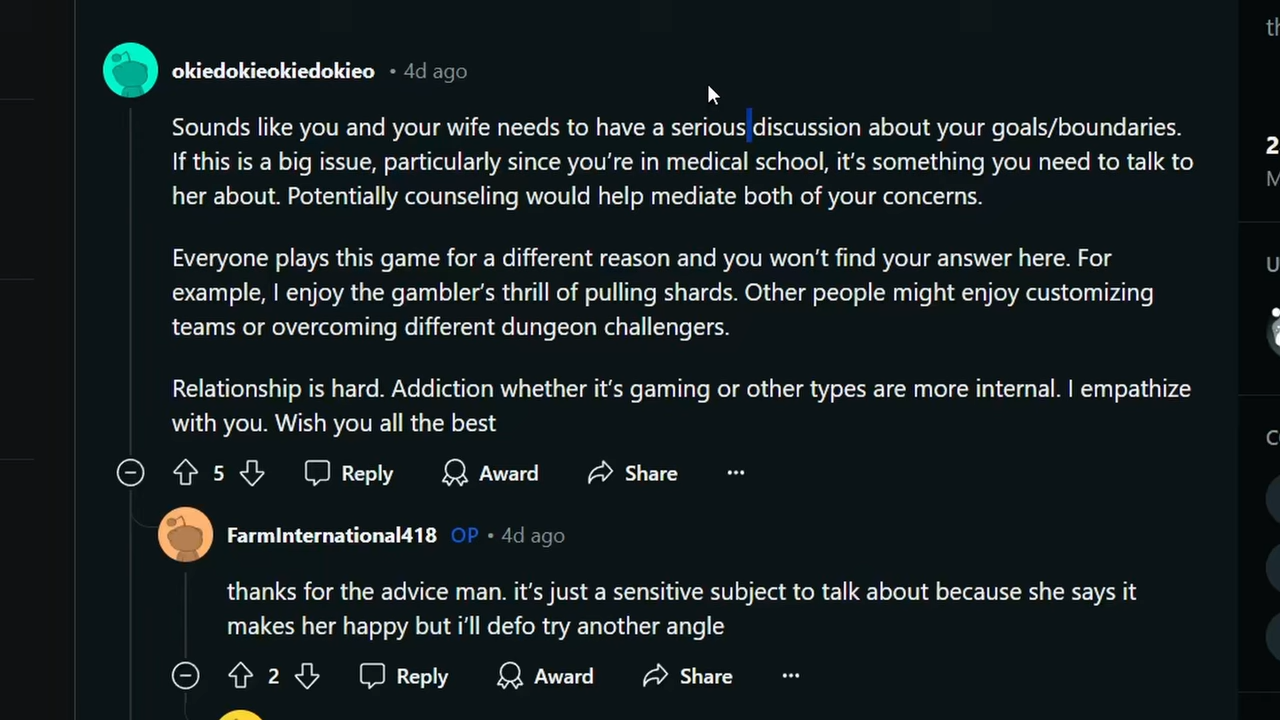 okiedokieokiedokieo • 4d ago
Sounds like you and your wife needs to have a serious discussion about your goals/boundaries.
If this is a big issue, particularly since you’re in medical school, it’s something you need to talk to
her about. Potentially counseling would help mediate both of your concerns.
Everyone plays this game for a different reason and you won’t find your answer here. For
example, I enjoy the gambler’s thrill of pulling shards. Other people might enjoy customizing
teams or overcoming different dungeon challengers.
Relationship is hard. Addiction whether it’s gaming or other types are more internal. I empathize
with you. Wish you all the best
5 Reply Award Share ···
FarmInternational418 OP • 4d ago
thanks for the advice man. it’s just a sensitive subject to talk about because she says it
makes her happy but i’ll defo try another angle
2 Reply Award Share ···